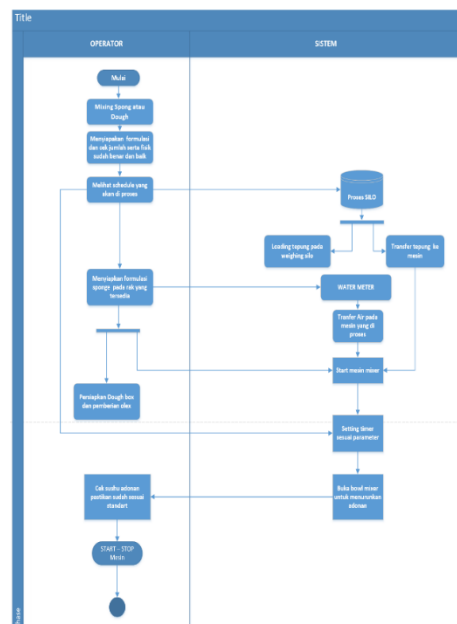 Title
OPERATOR
SISTEM
Mulai
Mixing Spong atau
Dough
Menyiapakan formulasi
dan cek jumlah serta fisik
sudah benar dan baik
Melihat schedule yang
akan di proses
Proses SILO
Loading tepung pada
weighing silo
Transfer tepung ke
mesin
Menyiapkan formulasi
sponge pada rak yang
tersedia
WATER METER
Transfer Air pada
mesin yang di
proses
Start mesin mixer
Persiapan Dough box
dan pemberian oles
Setting timer
sesuai parameter
Cek suuhu adonan
pastikan sudah sesuai
standart
Buka bowl mixer
untuk menurunkan
adonan
START - STOP
Mesin
hase